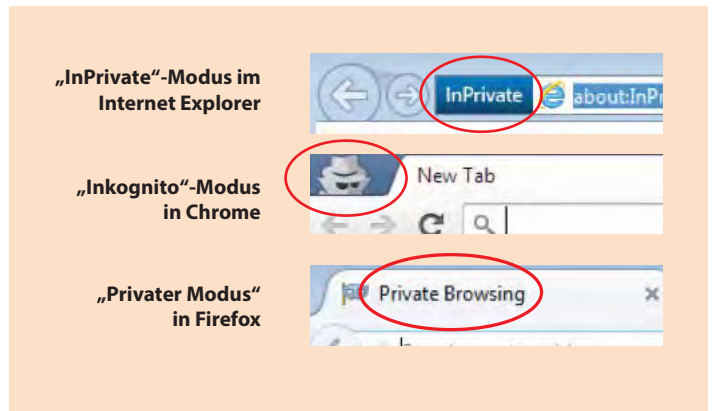 „InPrivate“-Modus im
Internet Explorer
InPrivate
about:InPr
„Inkognito“-Modus
in Chrome
New Tab
„Privater Modus“
in Firefox
Private Browsing